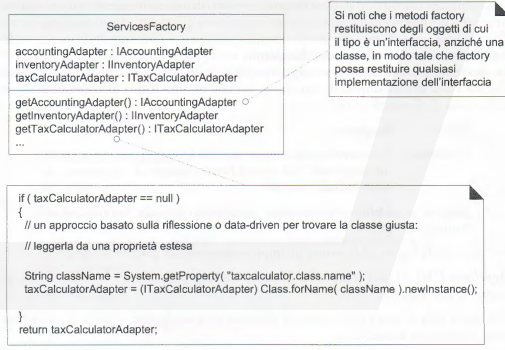 ServicesFactory
accountingAdapter : IAccountingAdapter
inventoryAdapter : IInventoryAdapter
taxCalculatorAdapter : ITaxCalculatorAdapter
getAccountingAdapter() : IAccountingAdapter
getInventoryAdapter() : IInventoryAdapter
getTaxCalculatorAdapter() : ITaxCalculatorAdapter
...
Si noti che i metodi factory
restituiscono degli oggetti di cui
il tipo è un'interfaccia, anziché una
classe, in modo tale che factory
possa restituire qualsiasi
implementazione dell'interfaccia
if ( taxCalculatorAdapter == null )
{
// un approccio basato sulla riflessione o data-driven per trovare la classe giusta:
// leggerla da una proprietà estesa
String className = System.getProperty( "taxcalculator.class.name" );
taxCalculatorAdapter = (ITaxCalculatorAdapter) Class.forName( className ).newInstance();
}
return taxCalculatorAdapter;